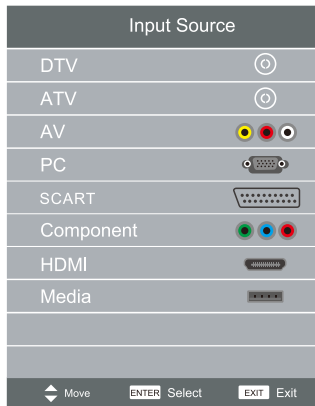 Input Source
DTV
ATV
AV
PC
SCART
Component
HDMI
Media
Move ENTER Select EXIT Exit